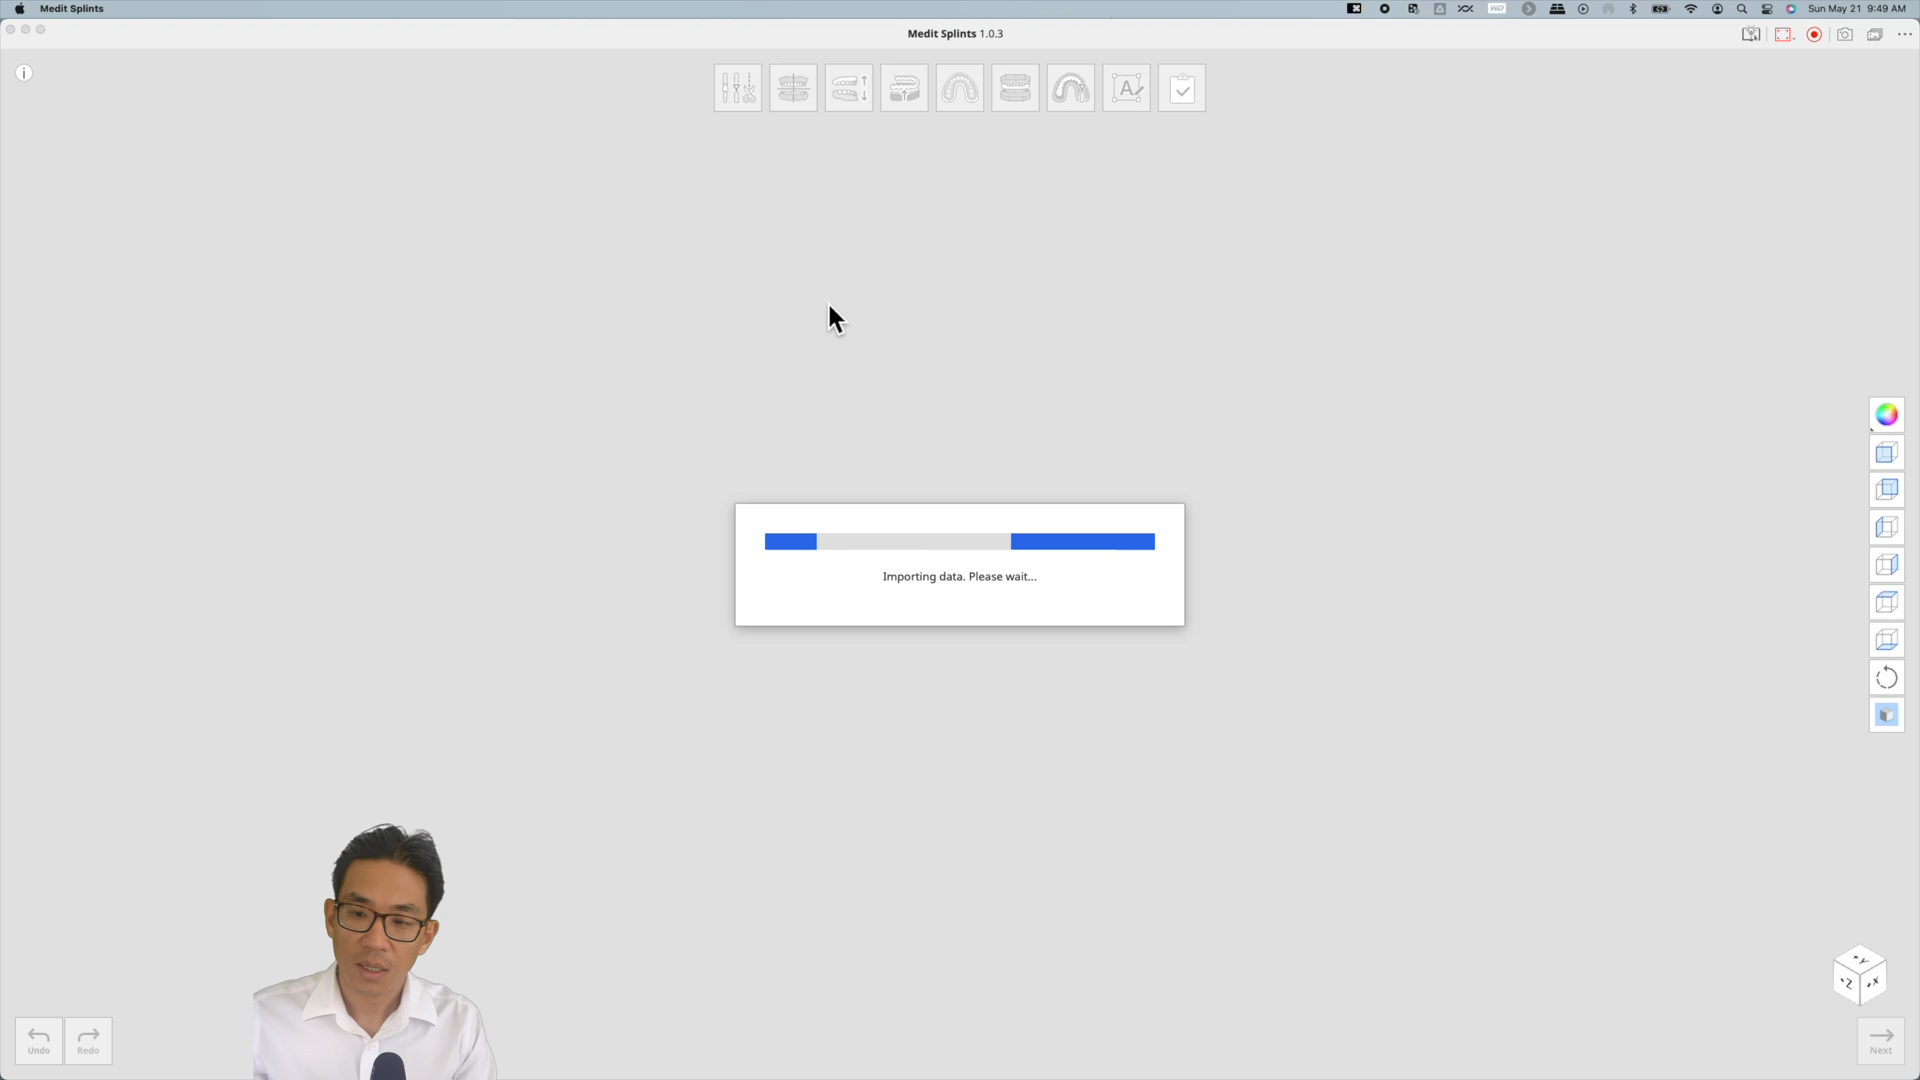 Medit Splints
Sun May 21 9:49 AM
Medit Splints 1.0.3
Importing data. Please wait...
Undo
Redo
Next